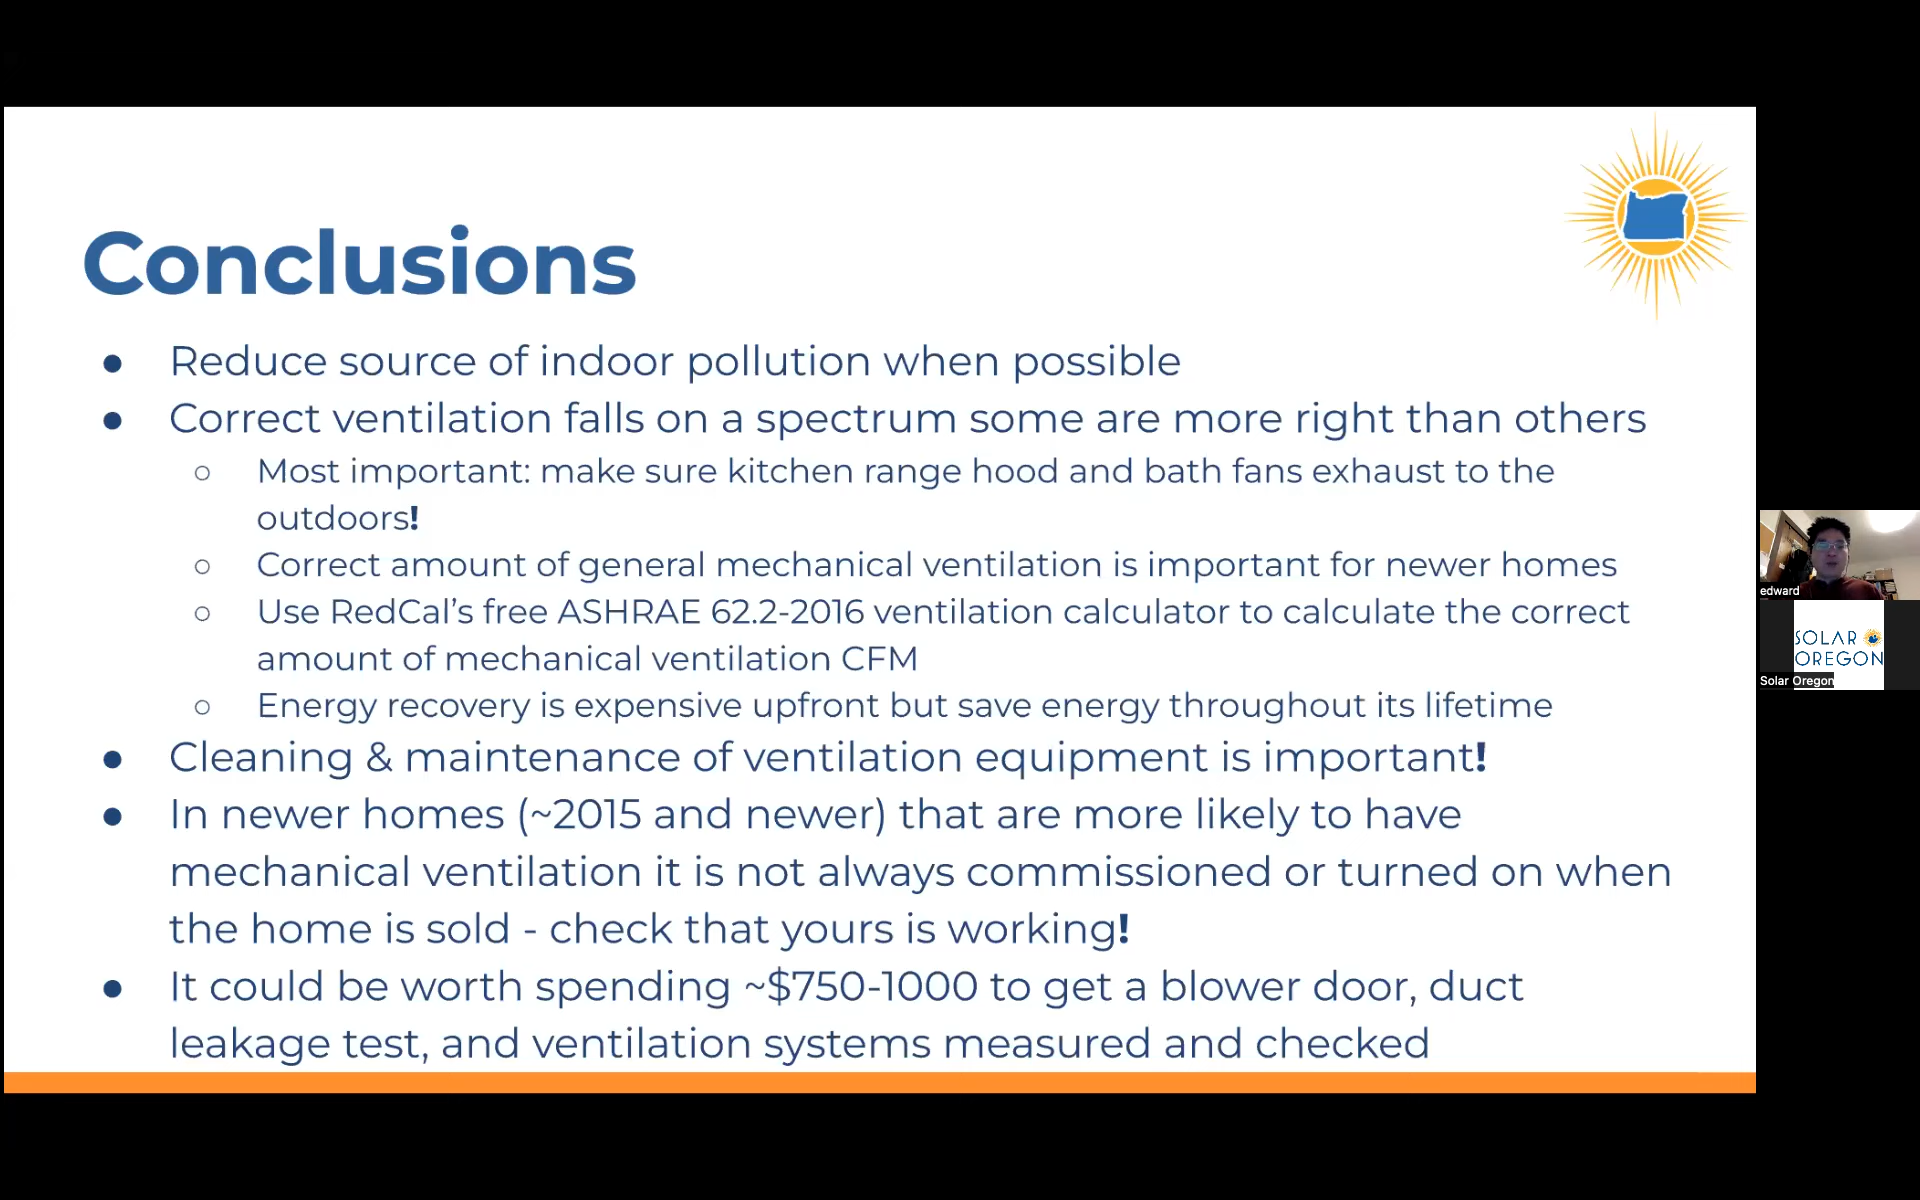 Conclusions
● Reduce source of indoor pollution when possible
● Correct ventilation falls on a spectrum some are more right than others
○ Most important: make sure kitchen range hood and bath fans exhaust to the
outdoors!
○ Correct amount of general mechanical ventilation is important for newer homes
○ Use RedCal’s free ASHRAE 62.2-2016 ventilation calculator to calculate the correct
amount of mechanical ventilation CFM
○ Energy recovery is expensive upfront but save energy throughout its lifetime
● Cleaning & maintenance of ventilation equipment is important!
● In newer homes (~2015 and newer) that are more likely to have
mechanical ventilation it is not always commissioned or turned on when
the home is sold - check that yours is working!
● It could be worth spending ~$750-1000 to get a blower door, duct
leakage test, and ventilation systems measured and checked
edward
SOLAR
OREGON
Solar Oregon